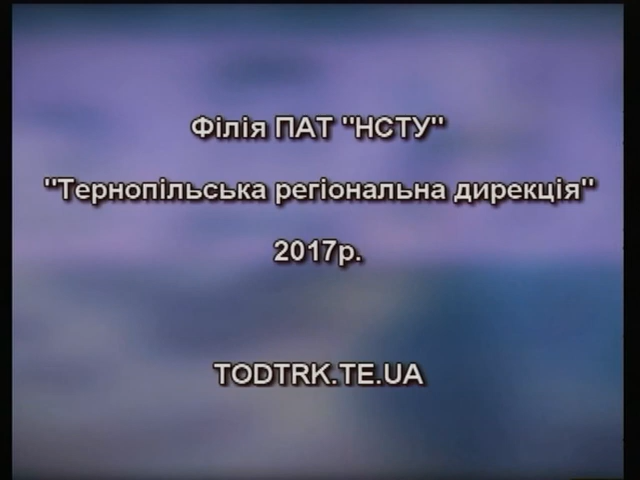 Філія ПАТ "НСТУ"
"Тернопільська регіональна дирекція"
2017р.
TODTRK.TE.UA